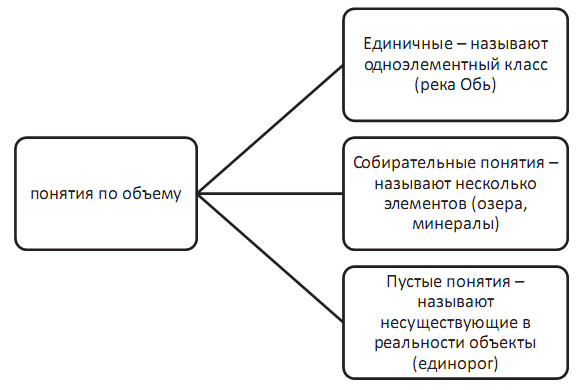 понятия по объему
Единичные – называют
одноэлементный класс
(река Обь)
Собирательные понятия –
называют несколько
элементов (озера,
минералы)
Пустые понятия –
называют
несуществующие в
реальности объекты
(единорог)